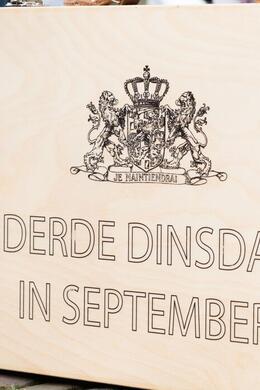 JE MAINTIENDRAI
DERDE DINSDA
IN SEPTEMBER